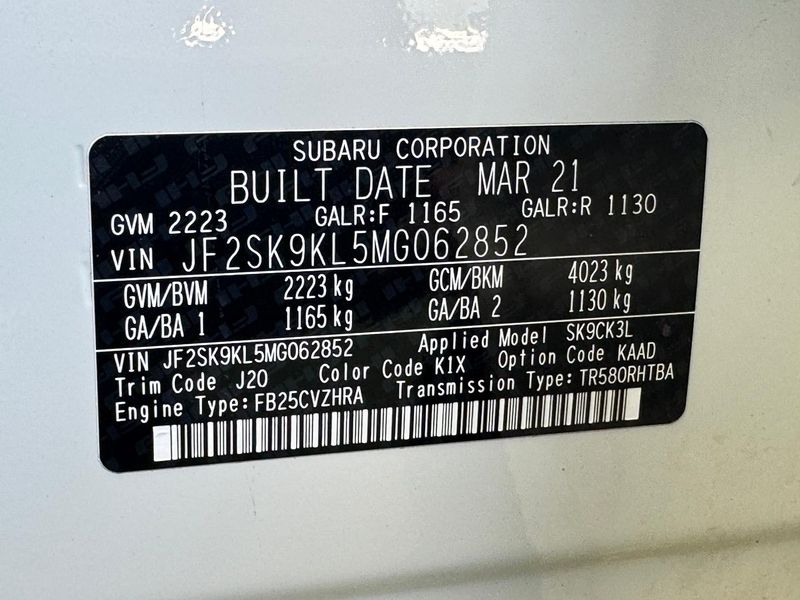 SUBARU CORPORATION
BUILT DATE MAR 21
GVM 2223 GALR:F 1165 GALR:R 1130
VIN JF2SK9KL5MG062852
GVM/BVM 2223 kg GCM/BKM 4023 kg
GA/BA 1 1165 kg GA/BA 2 1130 kg
VIN JF2SK9KL5MG062852 Applied Model SK9CK3L
Trim Code J20 Color Code K1X Option Code KAAD
Engine Type:FB25CVZHRA Transmission Type:TR580RHTBA